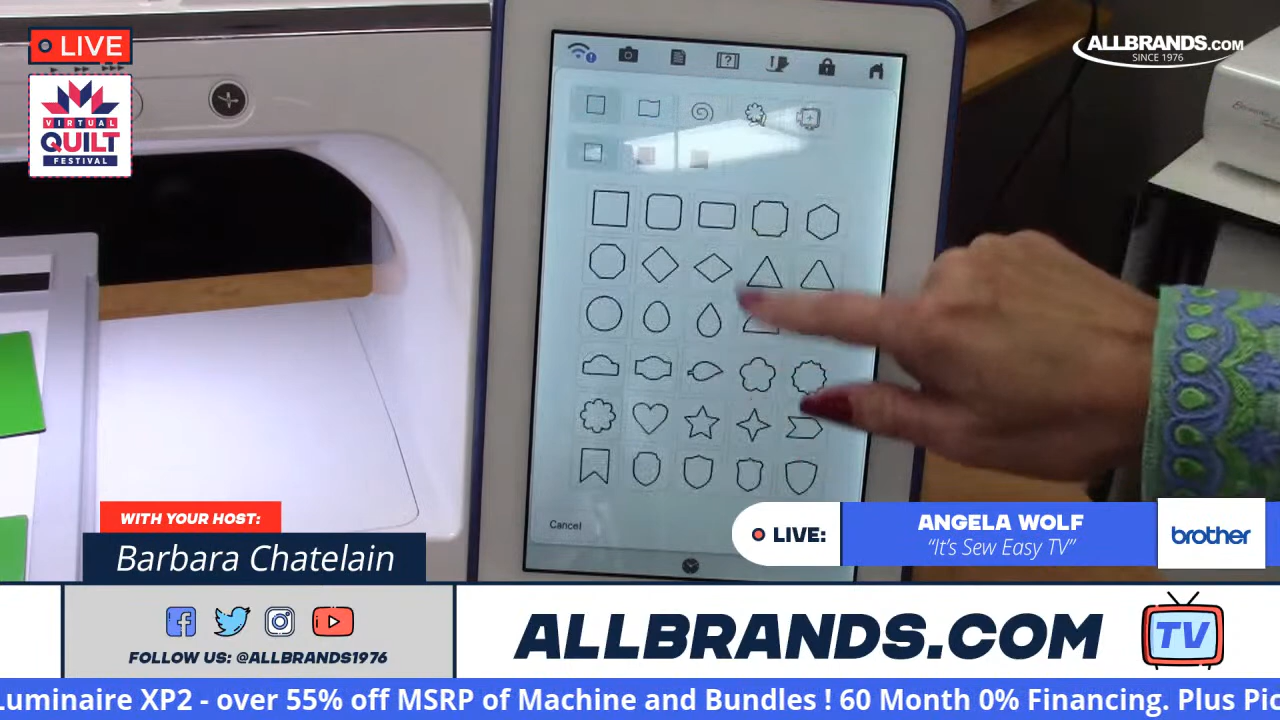 LIVE
VIRTUAL
QUILT
FESTIVAL
ALLBRANDS.COM
SINCE 1976
Cancel
WITH YOUR HOST:
Barbara Chatelain
LIVE:
ANGELA WOLF
“It’s Sew Easy TV”
brother
FOLLOW US: @ALLBRANDS1976
ALLBRANDS.COM
TV
Luminaire XP2 - over 55% off MSRP of Machine and Bundles ! 60 Month 0% Financing. Plus Pic